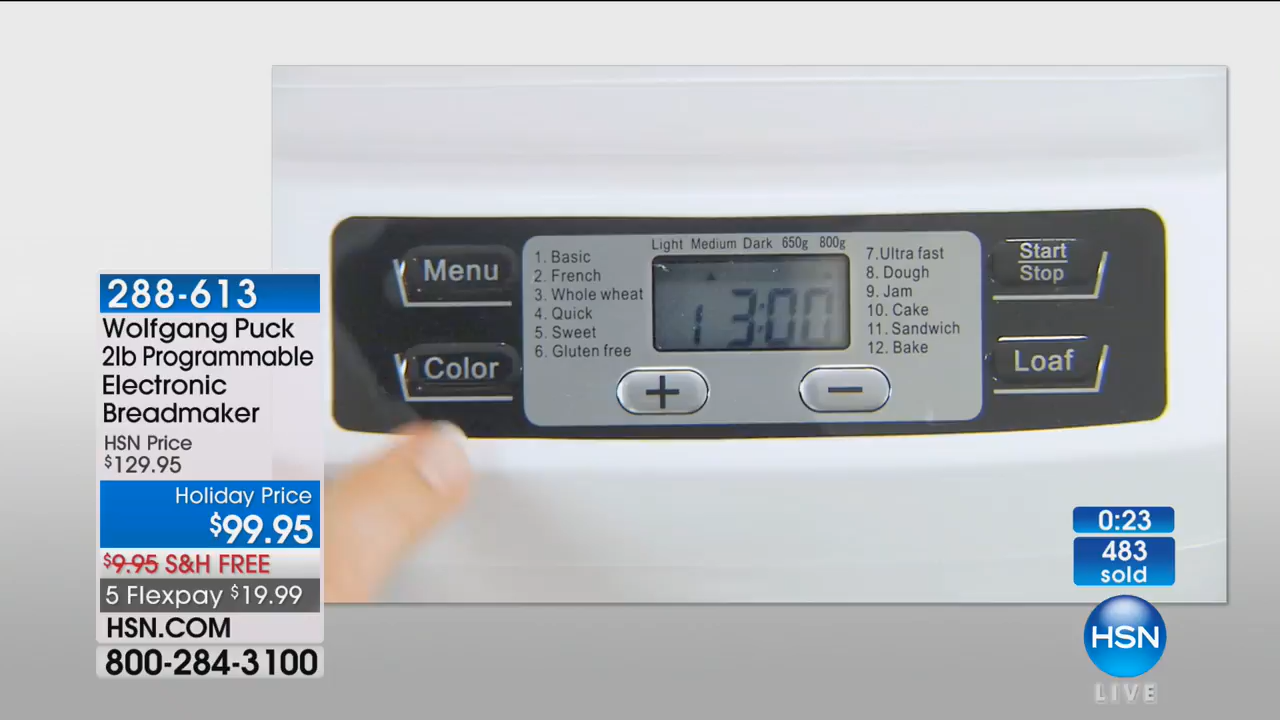 288-613
Wolfgang Puck
2lb Programmable
Electronic
Breadmaker
HSN Price
$129.95
Holiday Price
$99.95
$9.95 S&H FREE
5 Flexpay $19.99
HSN.COM
800-284-3100
Menu
Color
1. Basic
2. French
3. Whole wheat
4. Quick
5. Sweet
6. Gluten free
Light Medium Dark 650g 800g
1 3:00
+
−
7.Ultra fast
8. Dough
9. Jam
10. Cake
11. Sandwich
12. Bake
Start
Stop
Loaf
0:23
483
sold
HSN
LIVE